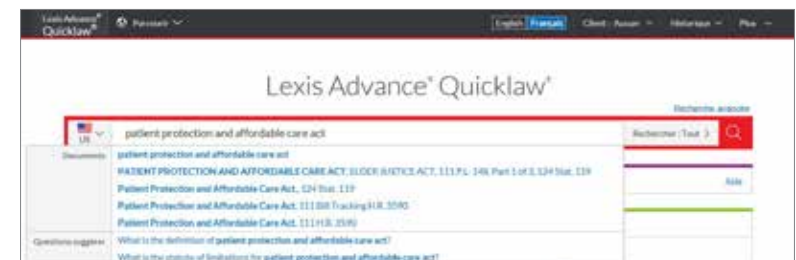 Lexis Advance® Quicklaw®
Parcourir
English Français
Client : Aucun
Historique
Plus
Lexis Advance® Quicklaw®
Recherche avancée
US
patient protection and affordable care act
Rechercher : Tout
Documents
patient protection and affordable care act
PATIENT PROTECTION AND AFFORDABLE CARE ACT, ELDER JUSTICE ACT, 111 P.L. 148, Part 1 of 3, 124 Stat. 119
Patient Protection and Affordable Care Act., 124 Stat. 119
Patient Protection and Affordable Care Act, 111 Bill Tracking H.R. 3590
Patient Protection and Affordable Care Act, 111 H.R. 3590
Aide
Questions suggérer
What is the definition of patient protection and affordable care act?
What is the statute of limitations for patient protection and affordable care act?